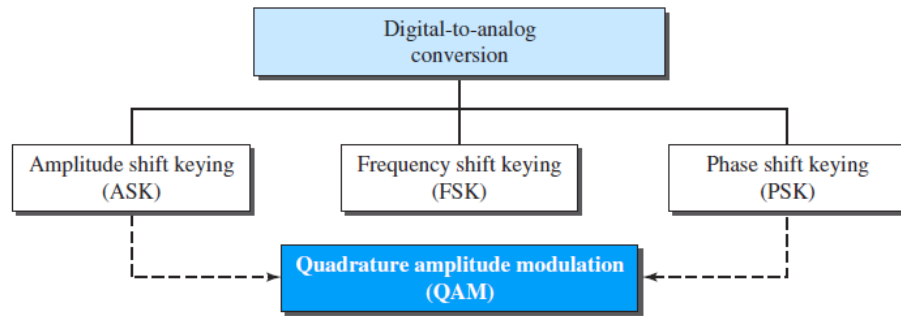 Digital-to-analog
conversion
Amplitude shift keying
(ASK)
Frequency shift keying
(FSK)
Phase shift keying
(PSK)
Quadrature amplitude modulation
(QAM)